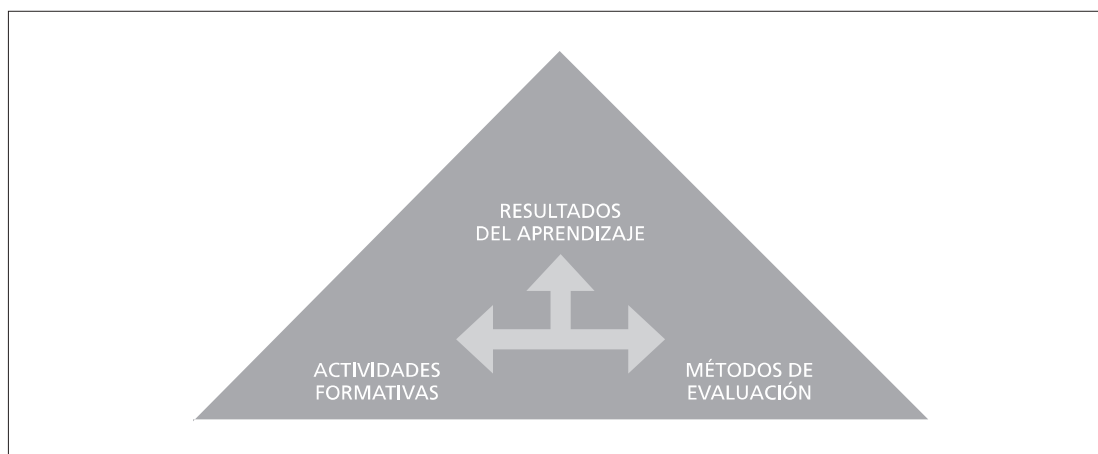 RESULTADOS
DEL APRENDIZAJE
ACTIVIDADES
FORMATIVAS
MÉTODOS DE
EVALUACIÓN